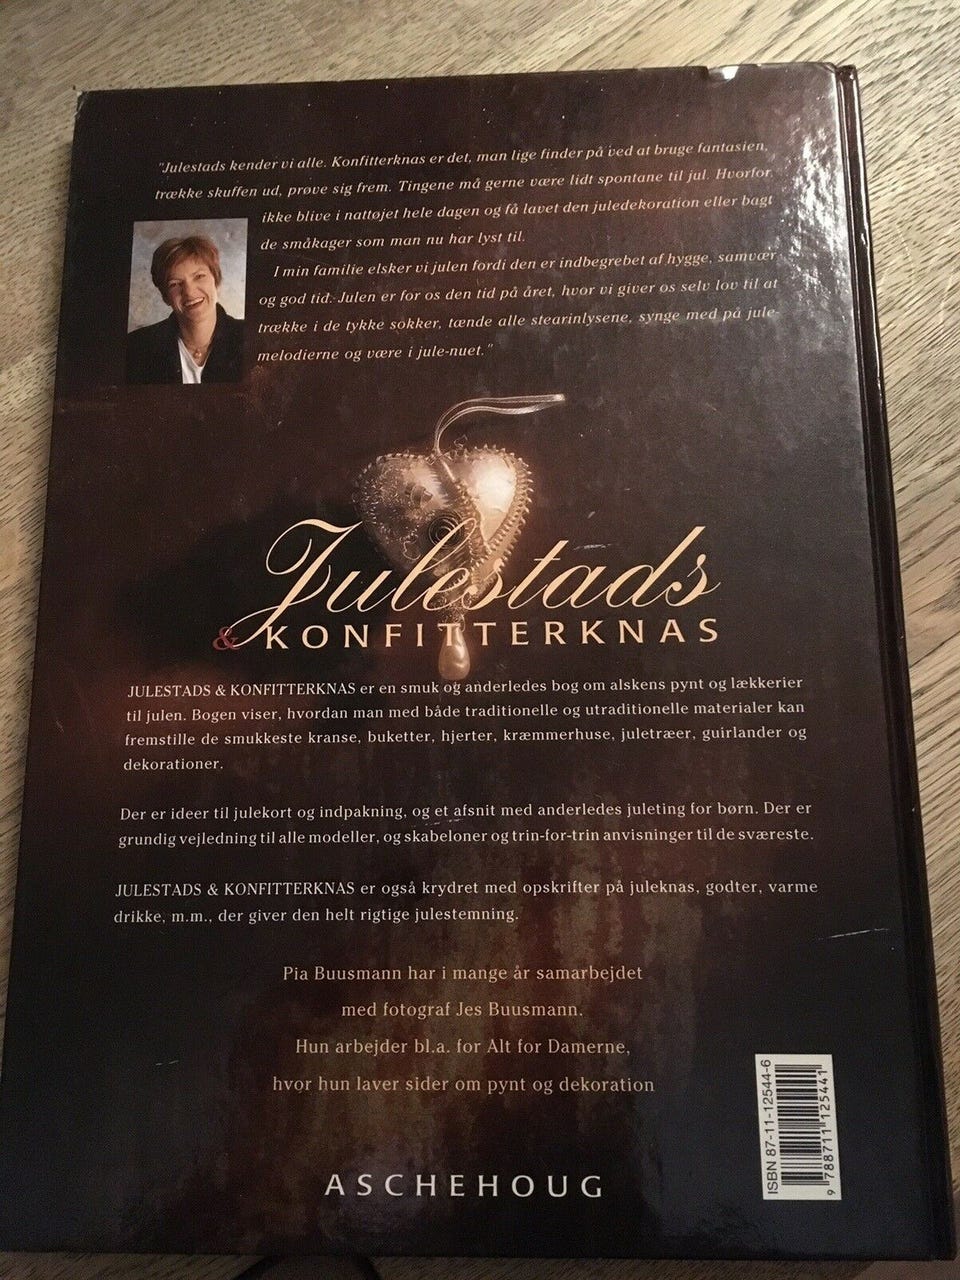 "Julestads kender vi alle. Konfitterknas er det, man lige finder på ved at bruge fantasien,
trække skuffen ud, prøve sig frem. Tingene må gerne være lidt spontane til jul. Hvorfor
ikke blive i nattøjet hele dagen og få lavet den juledekoration eller bagt
de småkager som man nu har lyst til.
I min familie elsker vi julen fordi den er indbegrebet af hygge, samvær
og god tid. Julen er for os den tid på året, hvor vi giver os selv lov til at
trække i de tykke sokker, tænde alle stearinlysene, synge med på jule-
melodierne og være i jule-nuet."
Julestads
& KONFITTERKNAS
JULESTADS & KONFITTERKNAS er en smuk og anderledes bog om alskens pynt og lækkerier
til julen. Bogen viser, hvordan man med både traditionelle og utraditionelle materialer kan
fremstille de smukkeste kranse, buketter, hjerter, kræmmerhuse, juletræer, guirlander og
dekorationer.
Der er ideer til julekort og indpakning, og et afsnit med anderledes juleting for børn. Der er
grundig vejledning til alle modeller, og skabeloner og trin-for-trin anvisninger til de sværeste.
JULESTADS & KONFITTERKNAS er også krydret med opskrifter på juleknas, godter, varme
drikke, m.m., der giver den helt rigtige julestemning.
Pia Buusmann har i mange år samarbejdet
med fotograf Jes Buusmann.
Hun arbejder bl.a. for Alt for Damerne,
hvor hun laver sider om pynt og dekoration
ISBN 87-11-12544-6
9 788711 125441
ASCHEHOUG